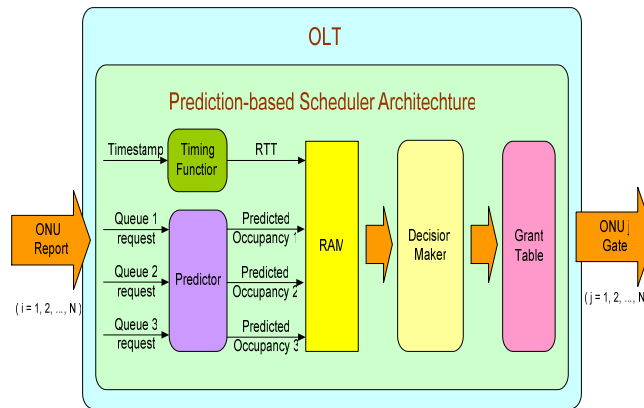 OLT
Prediction-based Scheduler Architechture
Timestamp
Timing
Function
RTT
ONU
Report
( i = 1, 2, ..., N )
Queue 1
request
Queue 2
request
Queue 3
request
Predictor
Predicted
Occupancy 1
Predicted
Occupancy 2
Predicted
Occupancy 3
RAM
Decision
Maker
Grant
Table
ONU j
Gate
( j = 1, 2, ..., N